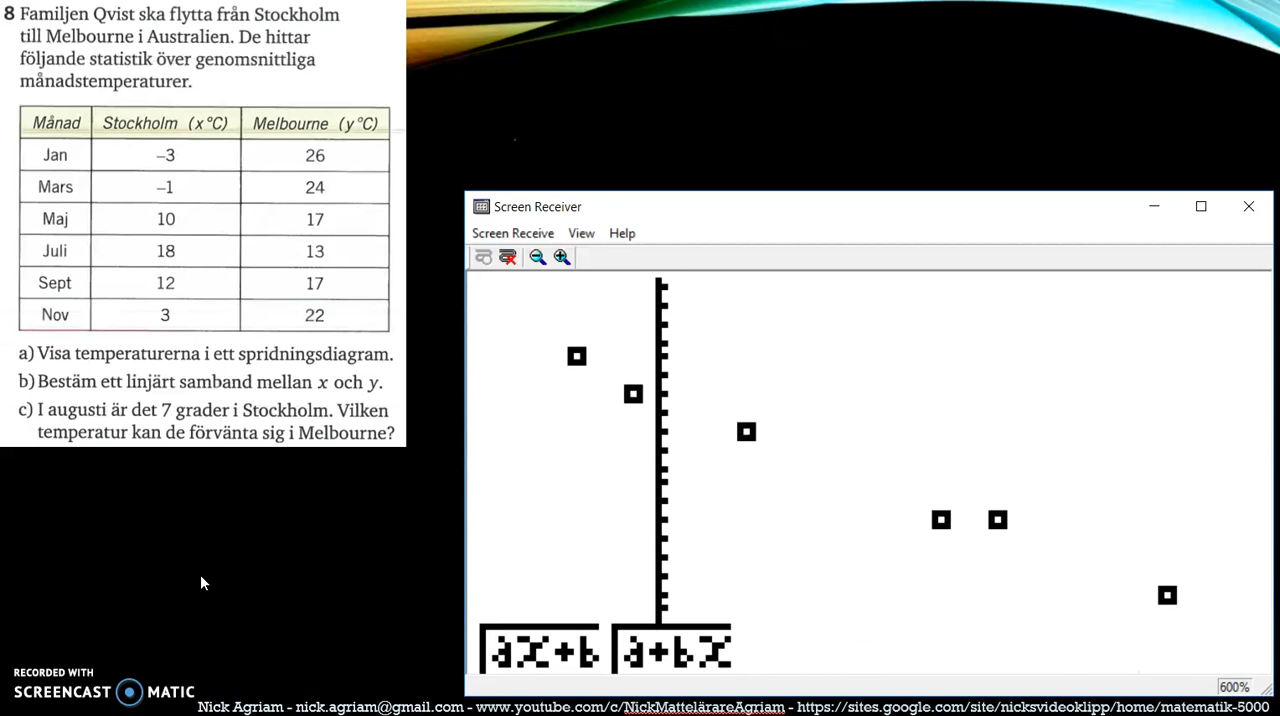 8 Familjen Qvist ska flytta från Stockholm
till Melbourne i Australien. De hittar
följande statistik över genomsnittliga
månadstemperaturer.
Månad Stockholm (x°C) Melbourne (y°C)
Jan –3 26
Mars –1 24
Maj 10 17
Juli 18 13
Sept 12 17
Nov 3 22
a) Visa temperaturerna i ett spridningsdiagram.
b) Bestäm ett linjärt samband mellan x och y.
c) I augusti är det 7 grader i Stockholm. Vilken
temperatur kan de förvänta sig i Melbourne?
Screen Receiver
Screen Receive View Help
aX+b a+bX
600%
RECORDED WITH
SCREENCAST MATIC
Nick Agriam - nick.agriam@gmail.com - www.youtube.com/c/NickMattelärareAgriam - https://sites.google.com/site/nicksvideoklipp/home/matematik-5000